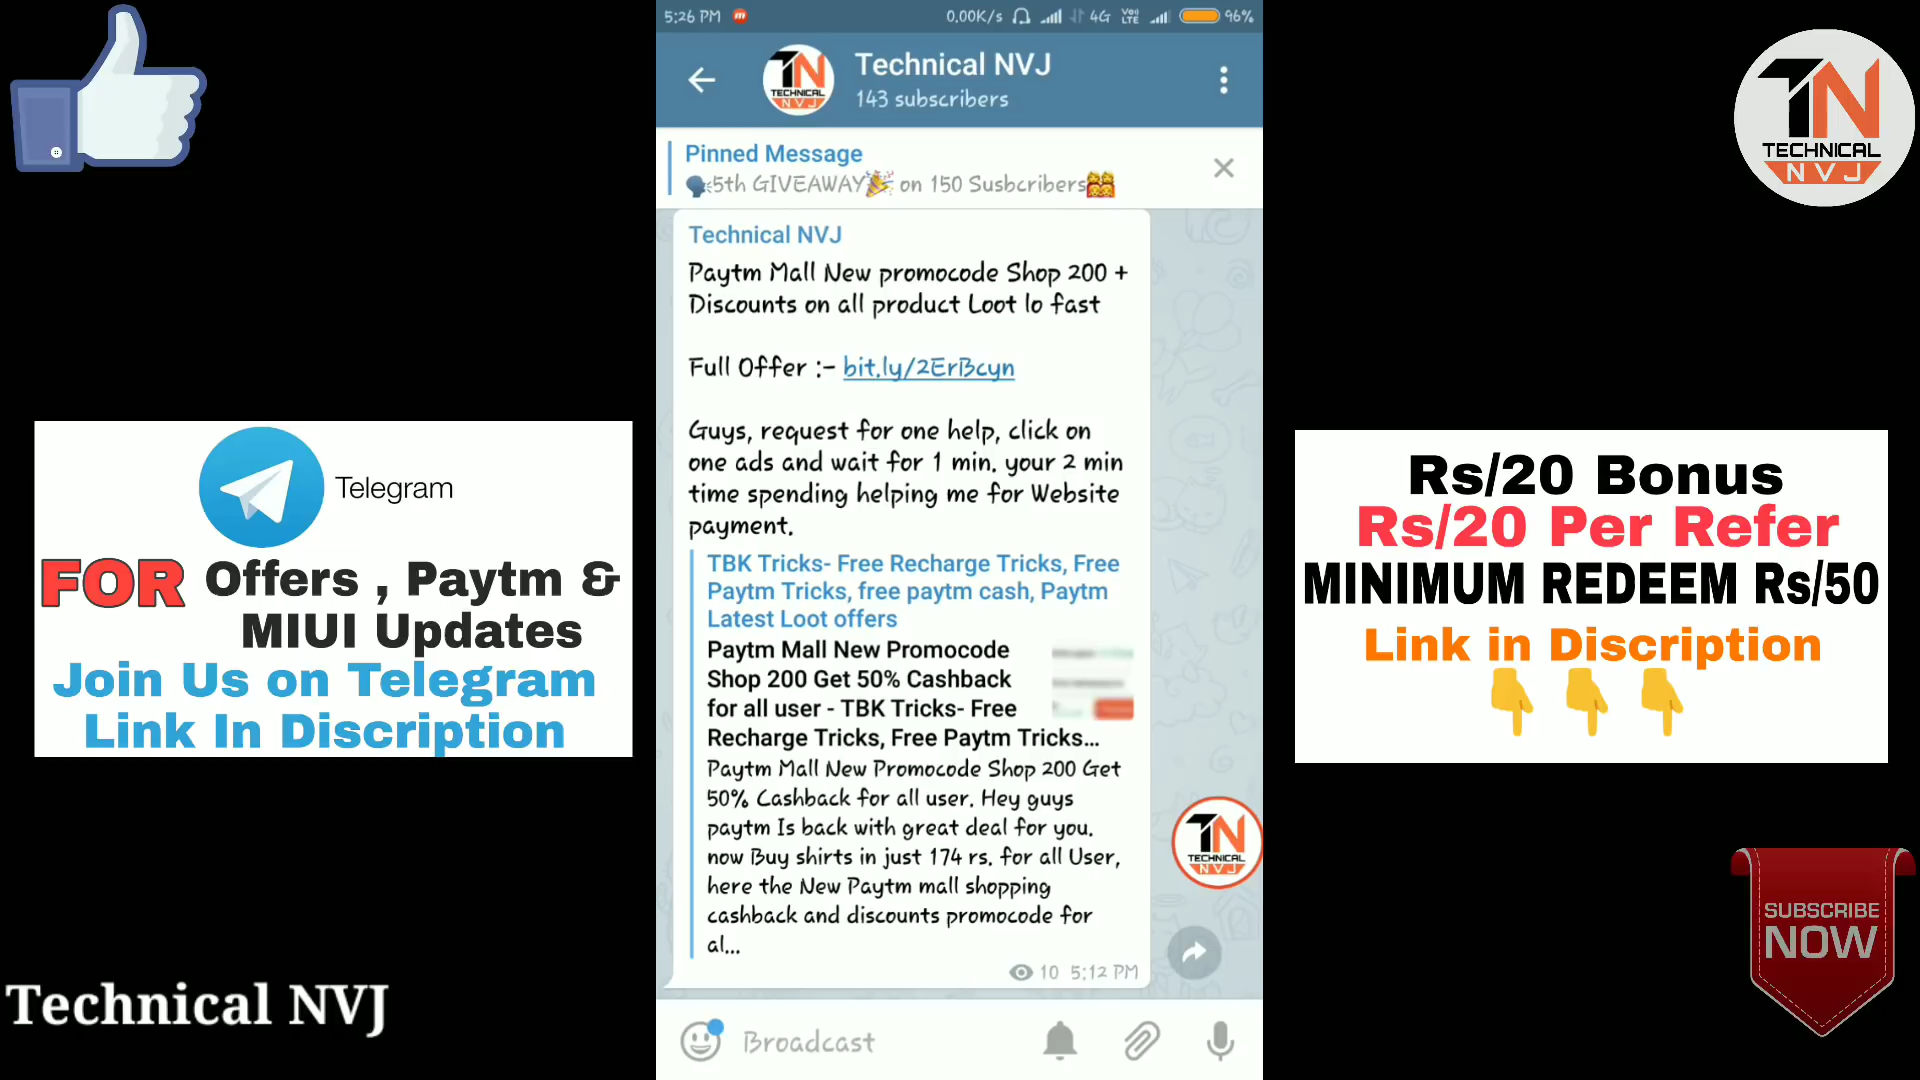 5:26 PM
0.00K/s
4G
VoLTE
96%
Technical NVJ
143 subscribers
TN
TECHNICAL
NVJ
Pinned Message
🗣5th GIVEAWAY🎉 on 150 Susbcribers👨‍👩‍👧‍👦
Technical NVJ
Paytm Mall New promocode Shop 200 +
Discounts on all product Loot lo fast
Full Offer :- bit.ly/2ErBcyn
Guys, request for one help, click on
one ads and wait for 1 min. your 2 min
time spending helping me for Website
payment.
TBK Tricks- Free Recharge Tricks, Free
Paytm Tricks, free paytm cash, Paytm
Latest Loot offers
Paytm Mall New Promocode
Shop 200 Get 50% Cashback
for all user - TBK Tricks- Free
Recharge Tricks, Free Paytm Tricks...
Paytm Mall New Promocode Shop 200 Get
50% Cashback for all user. Hey guys
paytm Is back with great deal for you.
now Buy shirts in just 174 rs. for all User,
here the New Paytm mall shopping
cashback and discounts promocode for
al...
10 5:12 PM
TN
TECHNICAL
NVJ
Broadcast
Telegram
FOR Offers , Paytm &
MIUI Updates
Join Us on Telegram
Link In Discription
Technical NVJ
TN
TECHNICAL
NVJ
Rs/20 Bonus
Rs/20 Per Refer
MINIMUM REDEEM Rs/50
Link in Discription
👇 👇 👇
SUBSCRIBE
NOW